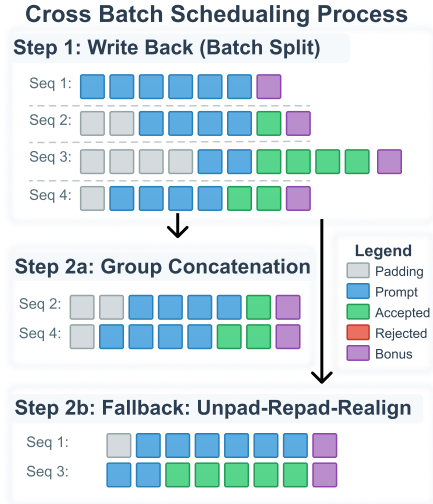 Cross Batch Schedualing Process
Step 1: Write Back (Batch Split)
Seq 1:
Seq 2:
Seq 3:
Seq 4:
Step 2a: Group Concatenation
Seq 2:
Seq 4:
Legend
Padding
Prompt
Accepted
Rejected
Bonus
Step 2b: Fallback: Unpad-Repad-Realign
Seq 1:
Seq 3: